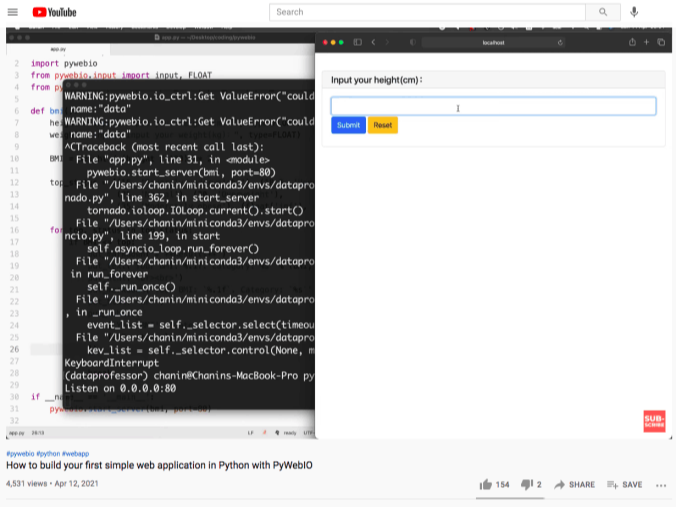 YouTube
Search
app.py — ~/Desktop/coding/pywebio
app.py
2 import pywebio
3 from pywebio.input import input, FLOAT
4 from py
5
6 def bm
7 he
8 we
9
10 BM
11
12 top_
13
14
15
16 fo
17
18
19
20
21
22
23
24
25
26
27
28
29
30 if __na
31 pywebio.start_server(bmi, port=80)
32
app.py 26:13
LF
WARNING:pywebio.io_ctrl:Get ValueError("could
name:"data"
WARNING:pywebio.io_ctrl:Get ValueError("could
name:"data"
^CTraceback (most recent call last):
File "app.py", line 31, in <module>
pywebio.start_server(bmi, port=80)
File "/Users/chanin/miniconda3/envs/datapro
nado.py", line 362, in start_server
tornado.ioloop.IOLoop.current().start()
File "/Users/chanin/miniconda3/envs/datapro
ncio.py", line 199, in start
self.asyncio_loop.run_forever()
File "/Users/chanin/miniconda3/envs/datapro
in run_forever
self._run_once()
File "/Users/chanin/miniconda3/envs/datapro
, in _run_once
event_list = self._selector.select(timeou
File "/Users/chanin/miniconda3/envs/datapro
kev_list = self._selector.control(None, m
KeyboardInterrupt
(dataprofessor) chanin@Chanins-MacBook-Pro py
Listen on 0.0.0.0:80
localhost
Input your height(cm):
Submit
Reset
SUB-
SCRIBE
#pywebio #python #webapp
How to build your first simple web application in Python with PyWebIO
4,531 views • Apr 12, 2021
154
2
SHARE
SAVE